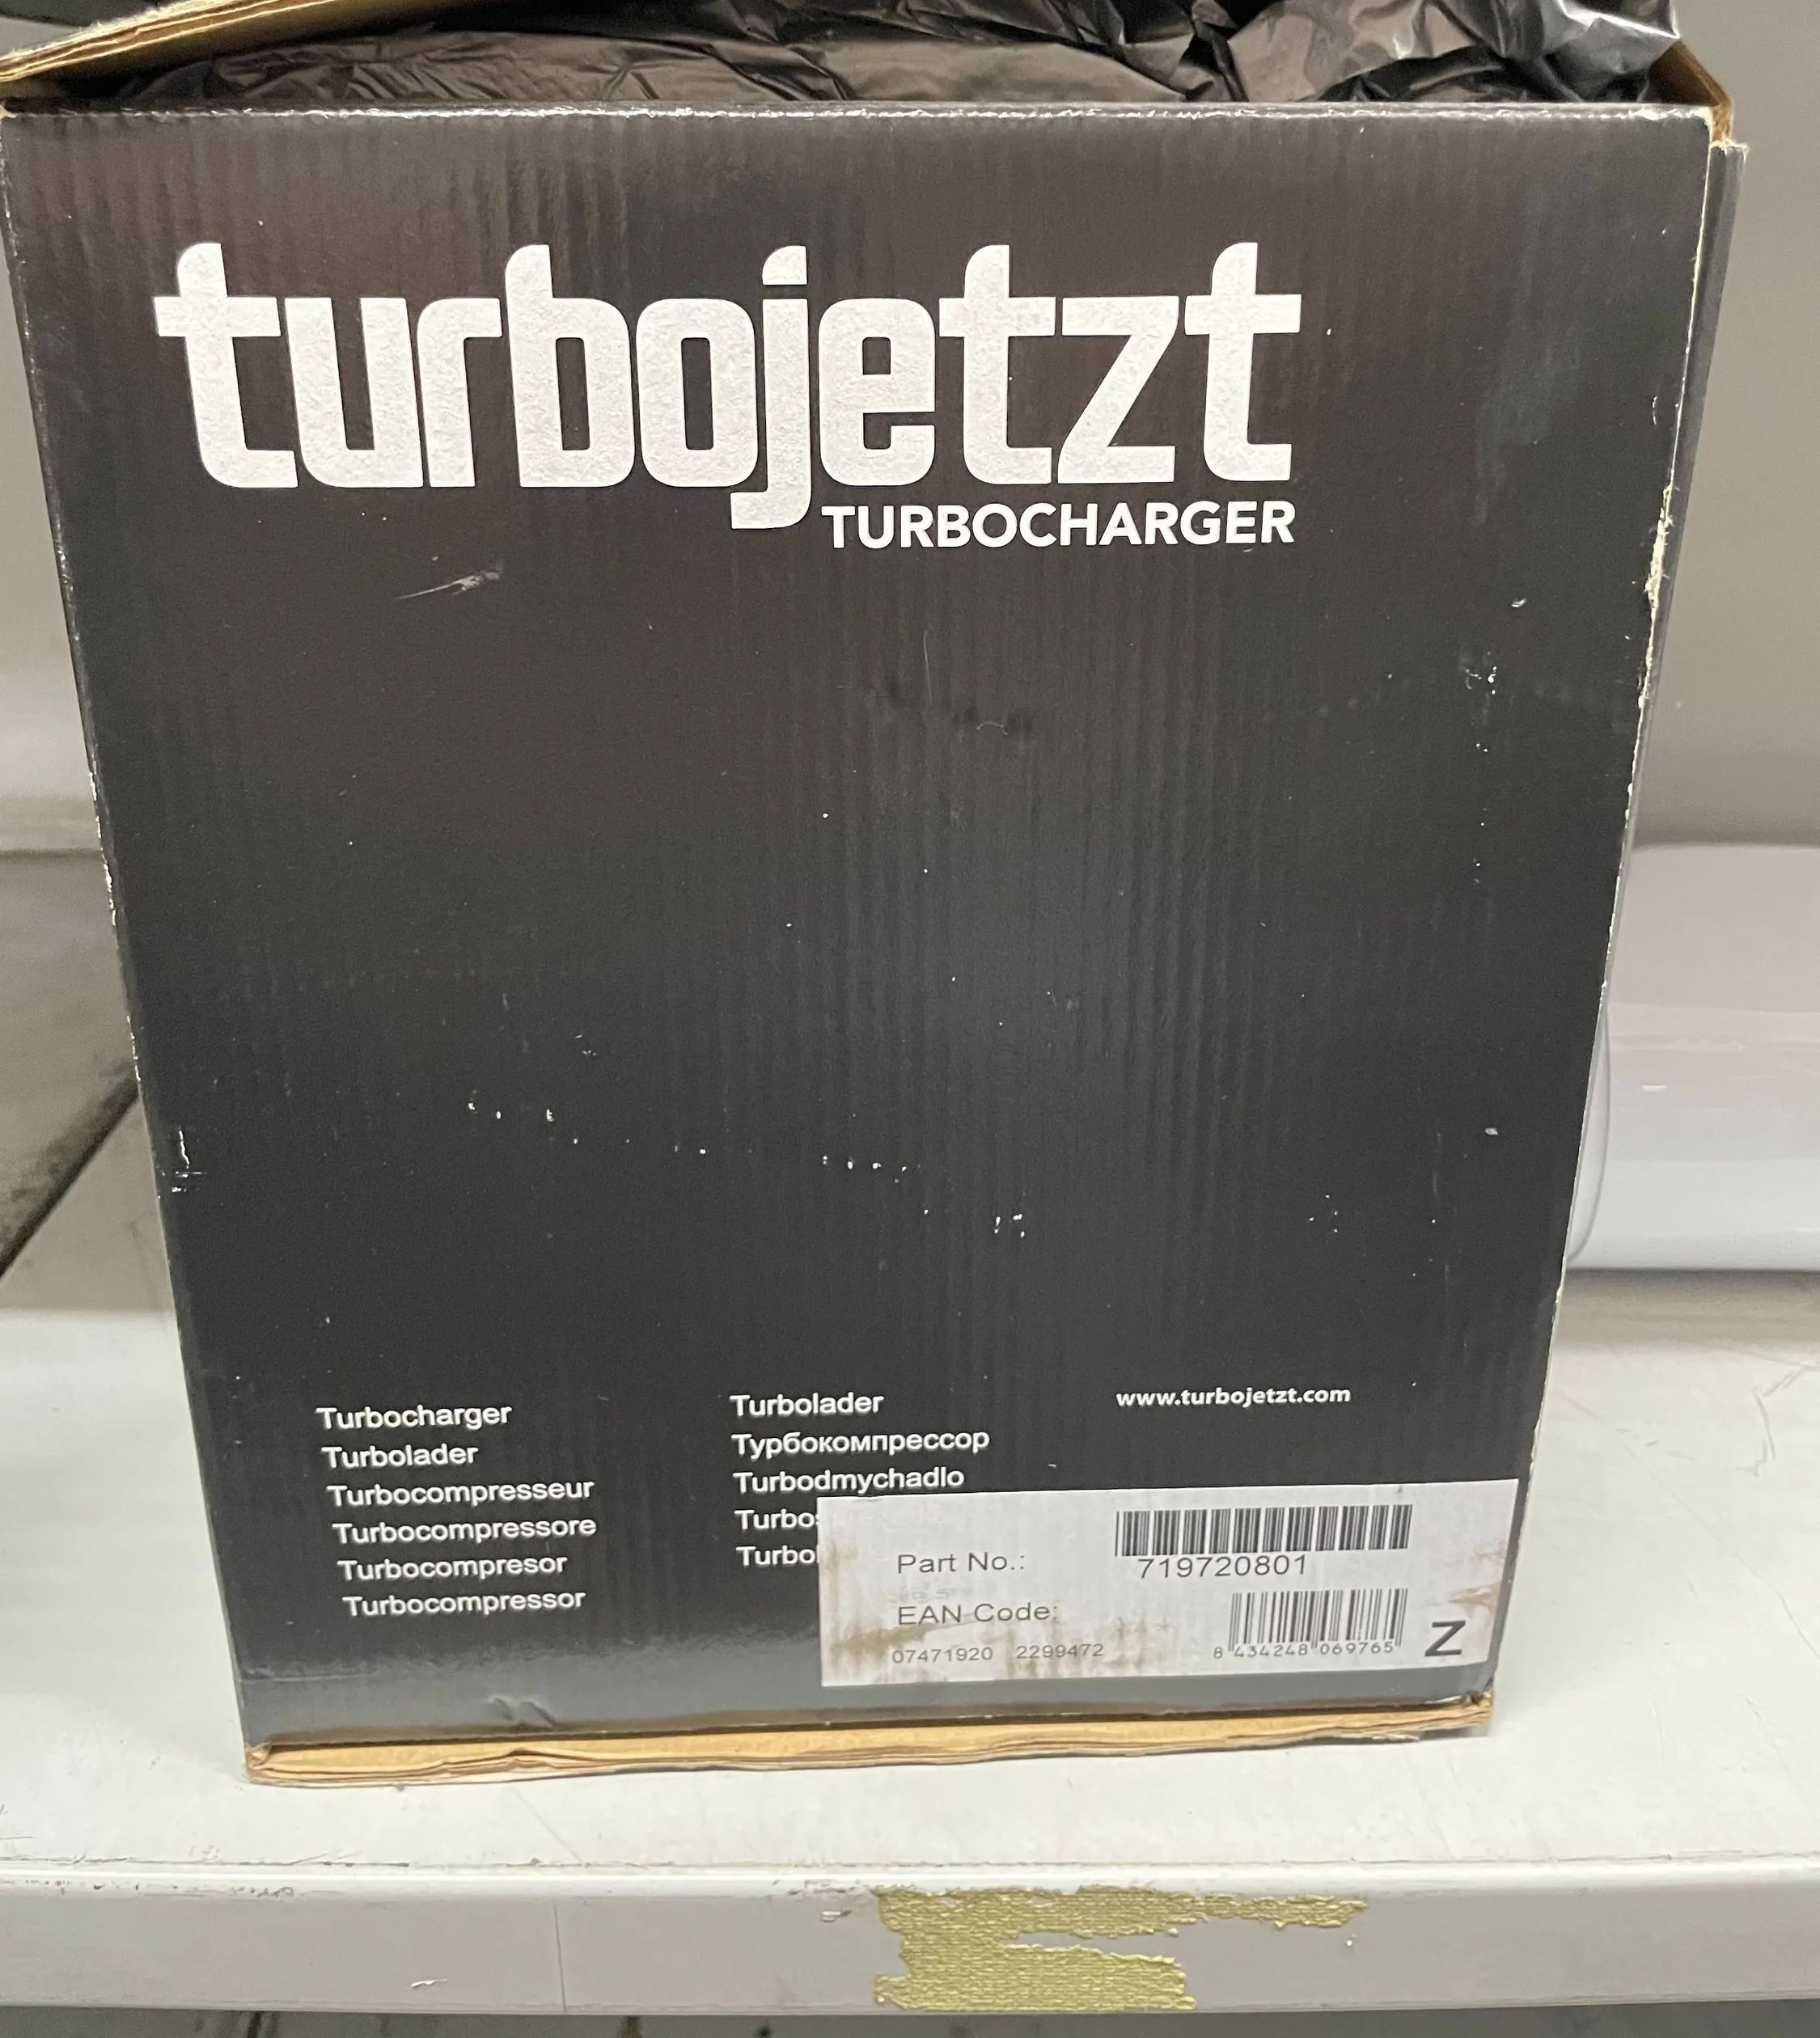 turbojetzt
TURBOCHARGER
Turbocharger
Turbolader
Turbocompresseur
Turbocompressore
Turbocompresor
Turbocompressor
Turbolader
Турбокомпрессор
Turbodmychadlo
www.turbojetzt.com
Part No.:
719720801
EAN Code:
07471920 2299472
8 434248 069765
Z